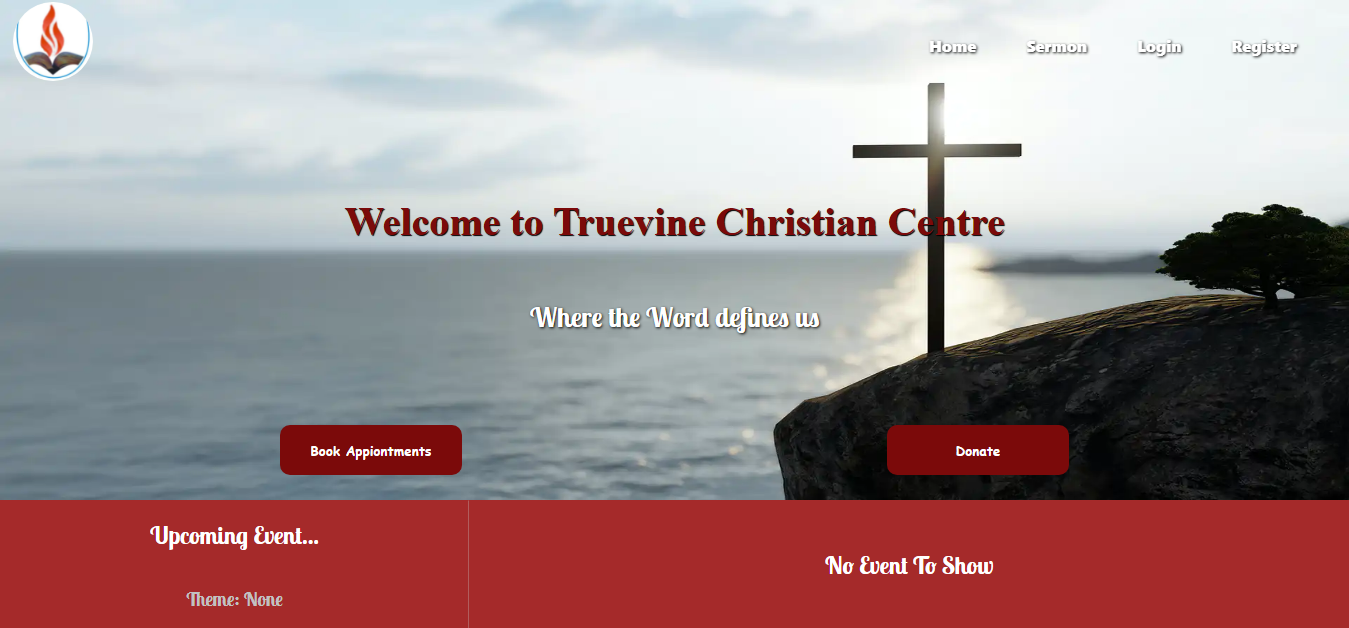 Home Sermon Login Register
Welcome to Truevine Christian Centre
Where the Word defines us
Book Appiontments
Donate
Upcoming Event...
No Event To Show
Theme: None